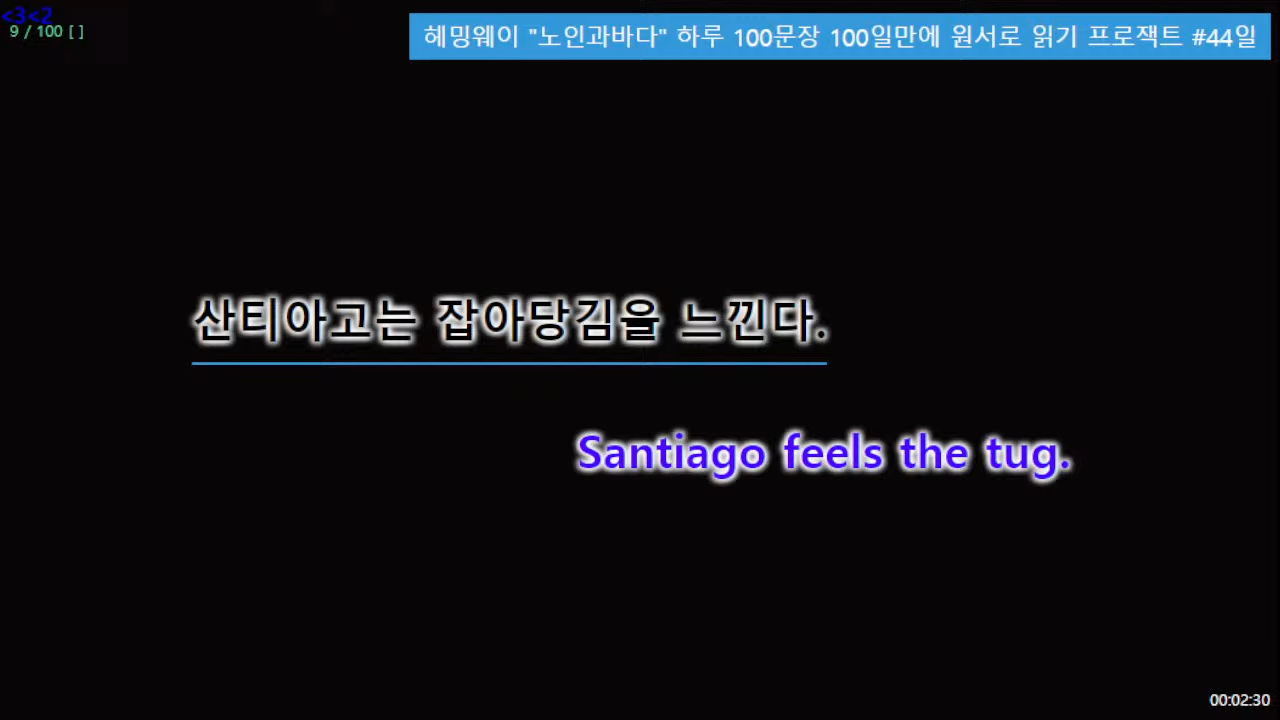 <3<2
9 / 100 [ ]
헤밍웨이 "노인과바다" 하루 100문장 100일만에 원서로 읽기 프로잭트 #44일
산티아고는 잡아당김을 느낀다.
Santiago feels the tug.
00:02:30